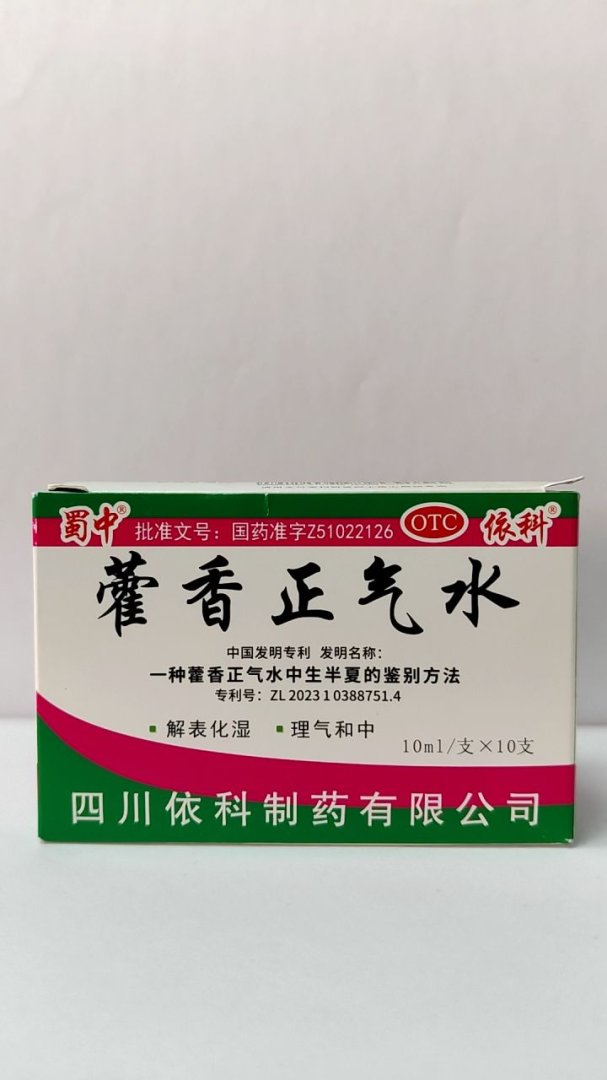 蜀中® 批准文号：国药准字Z51022126 OTC 依科®
藿香正气水
中国发明专利 发明名称：
一种藿香正气水中生半夏的鉴别方法
专利号：ZL 2023 1 0388751.4
▪ 解表化湿 ▪ 理气和中
10ml/支×10支
四川依科制药有限公司